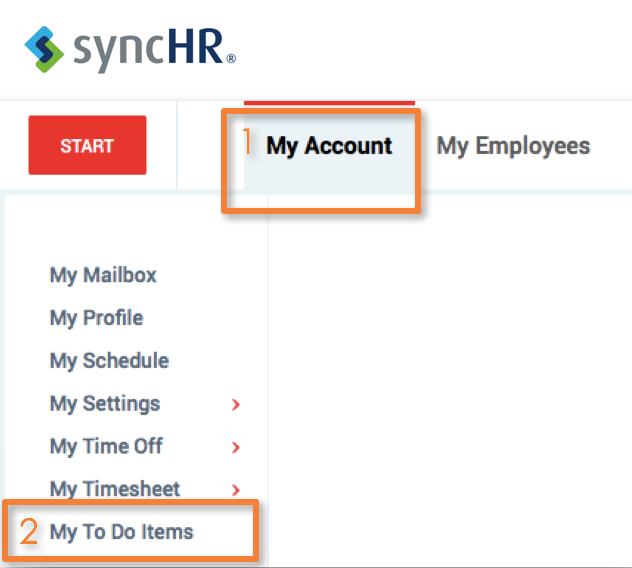 syncHR®
START
1 My Account
My Employees
My Mailbox
My Profile
My Schedule
My Settings
My Time Off
My Timesheet
2 My To Do Items